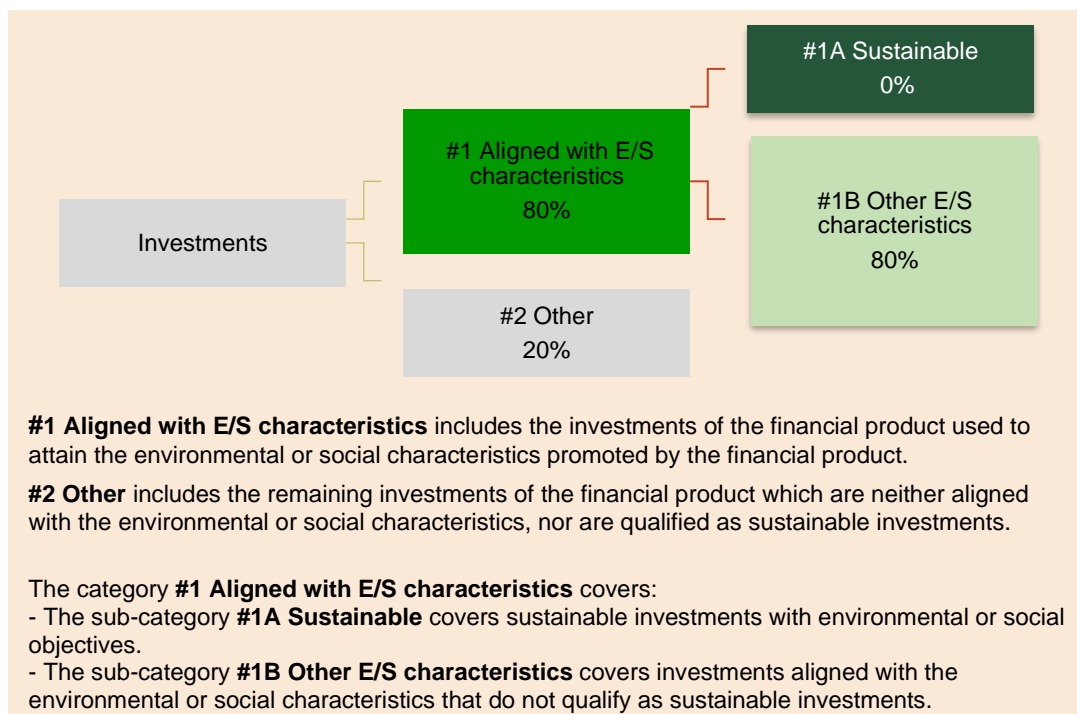 #1A Sustainable
0%
#1 Aligned with E/S
characteristics
80%
#1B Other E/S
characteristics
80%
Investments
#2 Other
20%
#1 Aligned with E/S characteristics includes the investments of the financial product used to
attain the environmental or social characteristics promoted by the financial product.
#2 Other includes the remaining investments of the financial product which are neither aligned
with the environmental or social characteristics, nor are qualified as sustainable investments.
The category #1 Aligned with E/S characteristics covers:
- The sub-category #1A Sustainable covers sustainable investments with environmental or social
objectives.
- The sub-category #1B Other E/S characteristics covers investments aligned with the
environmental or social characteristics that do not qualify as sustainable investments.